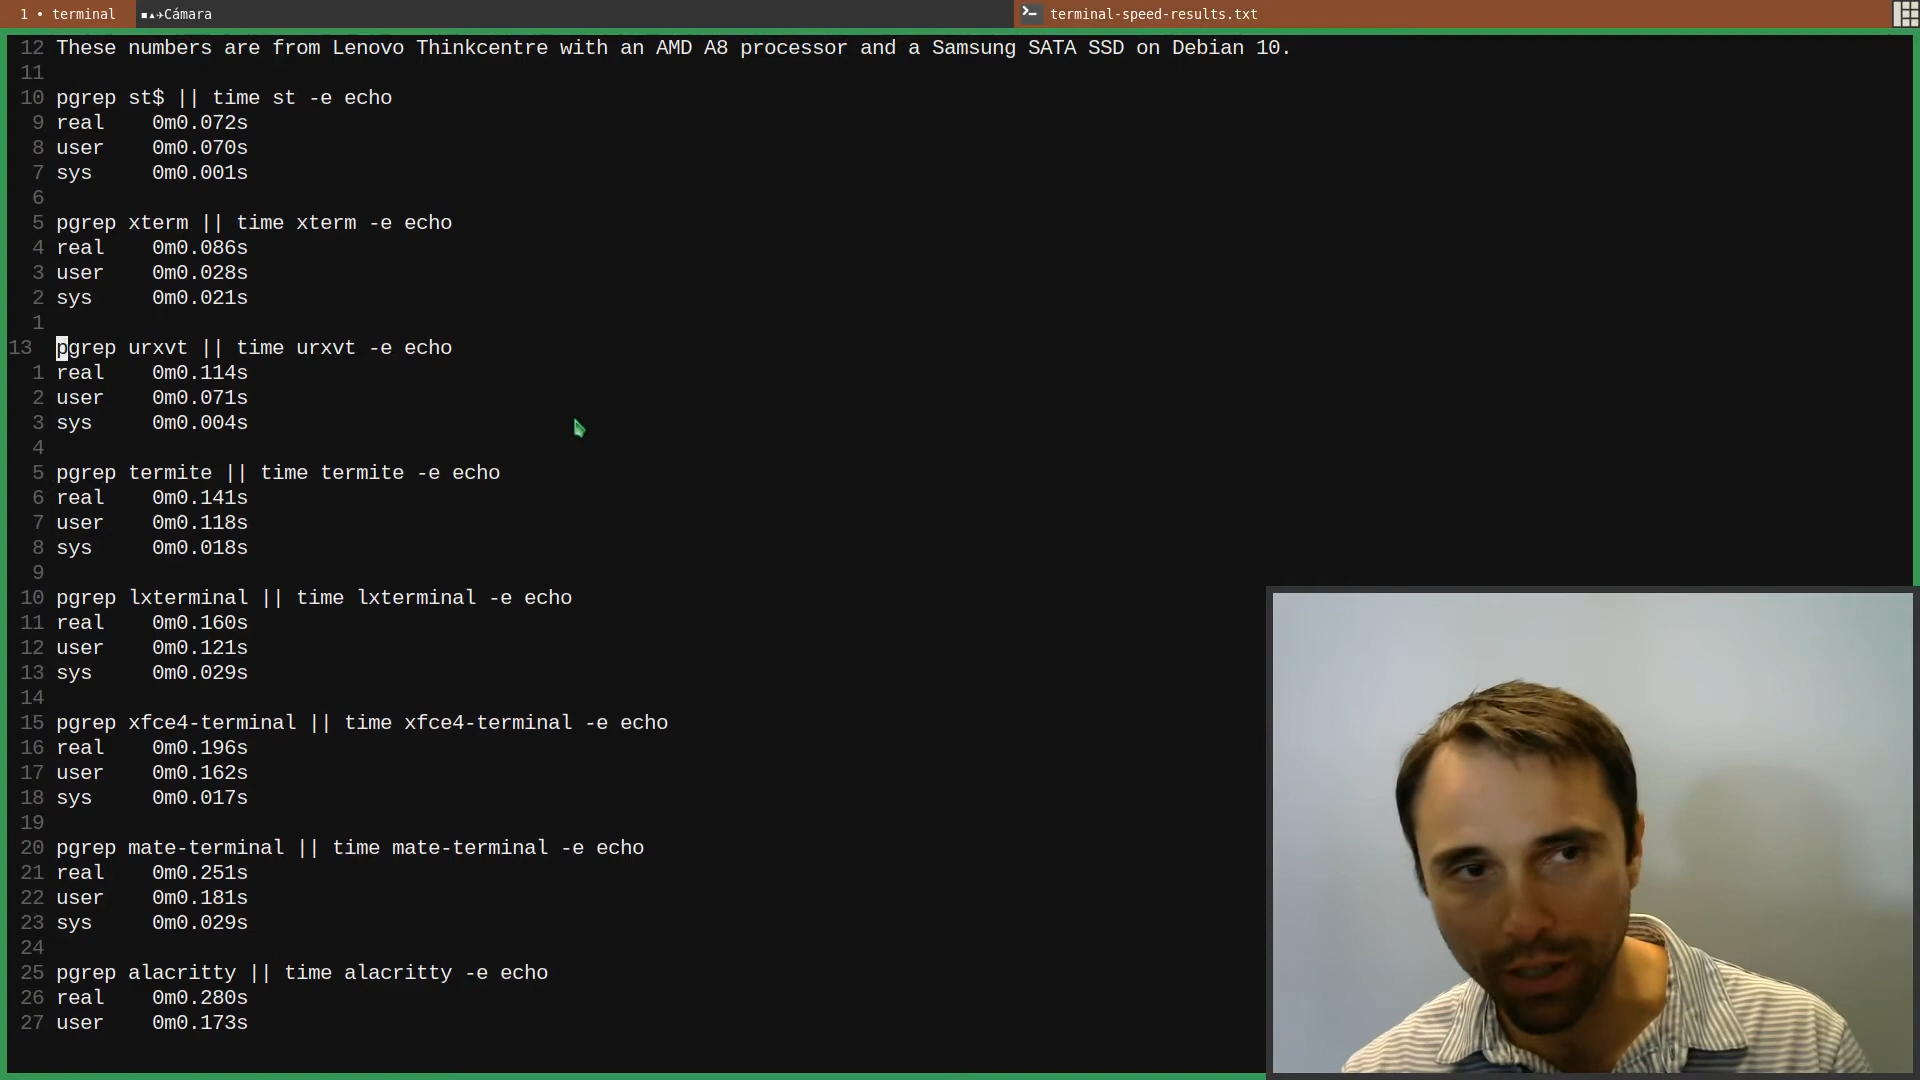 1 • terminal
Cámara
terminal-speed-results.txt
12 These numbers are from Lenovo Thinkcentre with an AMD A8 processor and a Samsung SATA SSD on Debian 10.
11
10 pgrep st$ || time st -e echo
9 real    0m0.072s
8 user    0m0.070s
7 sys     0m0.001s
6
5 pgrep xterm || time xterm -e echo
4 real    0m0.086s
3 user    0m0.028s
2 sys     0m0.021s
1
13 pgrep urxvt || time urxvt -e echo
1 real    0m0.114s
2 user    0m0.071s
3 sys     0m0.004s
4
5 pgrep termite || time termite -e echo
6 real    0m0.141s
7 user    0m0.118s
8 sys     0m0.018s
9
10 pgrep lxterminal || time lxterminal -e echo
11 real    0m0.160s
12 user    0m0.121s
13 sys     0m0.029s
14
15 pgrep xfce4-terminal || time xfce4-terminal -e echo
16 real    0m0.196s
17 user    0m0.162s
18 sys     0m0.017s
19
20 pgrep mate-terminal || time mate-terminal -e echo
21 real    0m0.251s
22 user    0m0.181s
23 sys     0m0.029s
24
25 pgrep alacritty || time alacritty -e echo
26 real    0m0.280s
27 user    0m0.173s